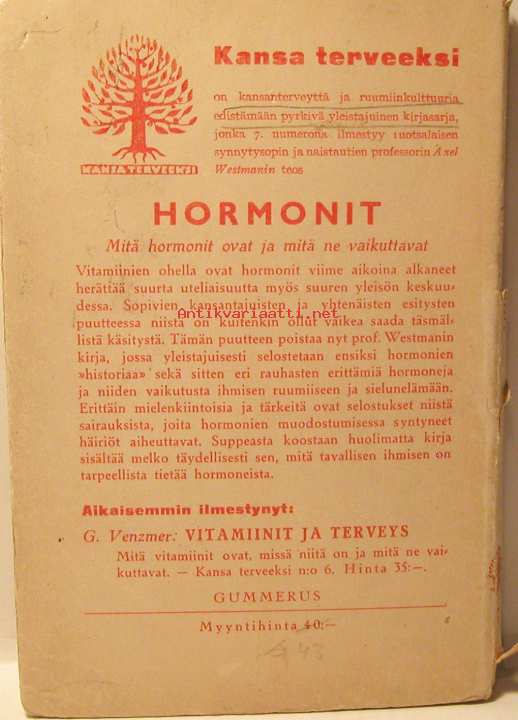 Kansa terveeksi
on kansanterveyttä ja ruumiinkulttuuria
edistämään pyrkivä yleistajuinen kirjasarja,
jonka 7. numerona ilmestyy ruotsalaisen
synnytysopin ja naistautien professorin Axel
Westmanin teos
KANSA TERVEEKSI
HORMONIT
Mitä hormonit ovat ja mitä ne vaikuttavat
Vitamiinien ohella ovat hormonit viime aikoina alkaneet
herättää suurta uteliaisuutta myös suuren yleisön keskuu-
dessa. Sopivien kansantajuisten ja yhtenäisten esitysten
Antikvariaatti.net
puutteessa niistä on kuitenkin ollut vaikea saada täsmäl-
listä käsitystä. Tämän puutteen poistaa nyt prof. Westmanin
kirja, jossa yleistajuisesti selostetaan ensiksi hormonien
»historiaa» sekä sitten eri rauhasten erittämiä hormoneja
ja niiden vaikutusta ihmisen ruumiiseen ja sielunelämään.
Erittäin mielenkiintoisia ja tärkeitä ovat selostukset niistä
sairauksista, joita hormonien muodostumisessa syntyneet
häiriöt aiheuttavat. Suppeasta koostaan huolimatta kirja
sisältää melko täydellisesti sen, mitä tavallisen ihmisen on
tarpeellista tietää hormoneista.
Aikaisemmin ilmestynyt:
G. Venzmer: VITAMIINIT JA TERVEYS
Mitä vitamiinit ovat, missä niitä on ja mitä ne vai-
kuttavat. — Kansa terveeksi n:o 6. Hinta 35:—.
GUMMERUS
Myyntihinta 40:—